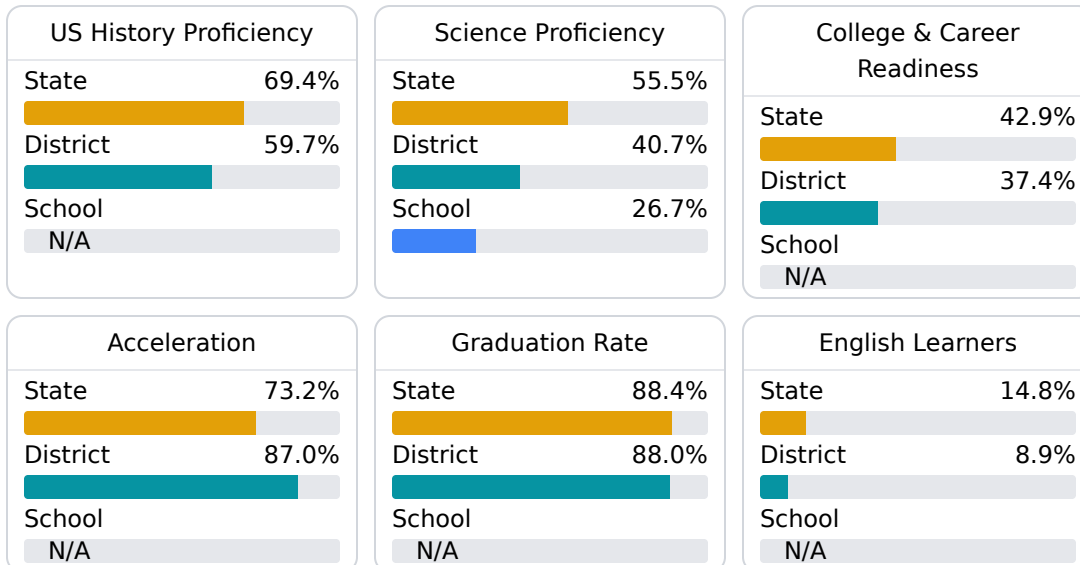 US History Proficiency
State 69.4%
District 59.7%
School
N/A
Science Proficiency
State 55.5%
District 40.7%
School 26.7%
College & Career
Readiness
State 42.9%
District 37.4%
School
N/A
Acceleration
State 73.2%
District 87.0%
School
N/A
Graduation Rate
State 88.4%
District 88.0%
School
N/A
English Learners
State 14.8%
District 8.9%
School
N/A